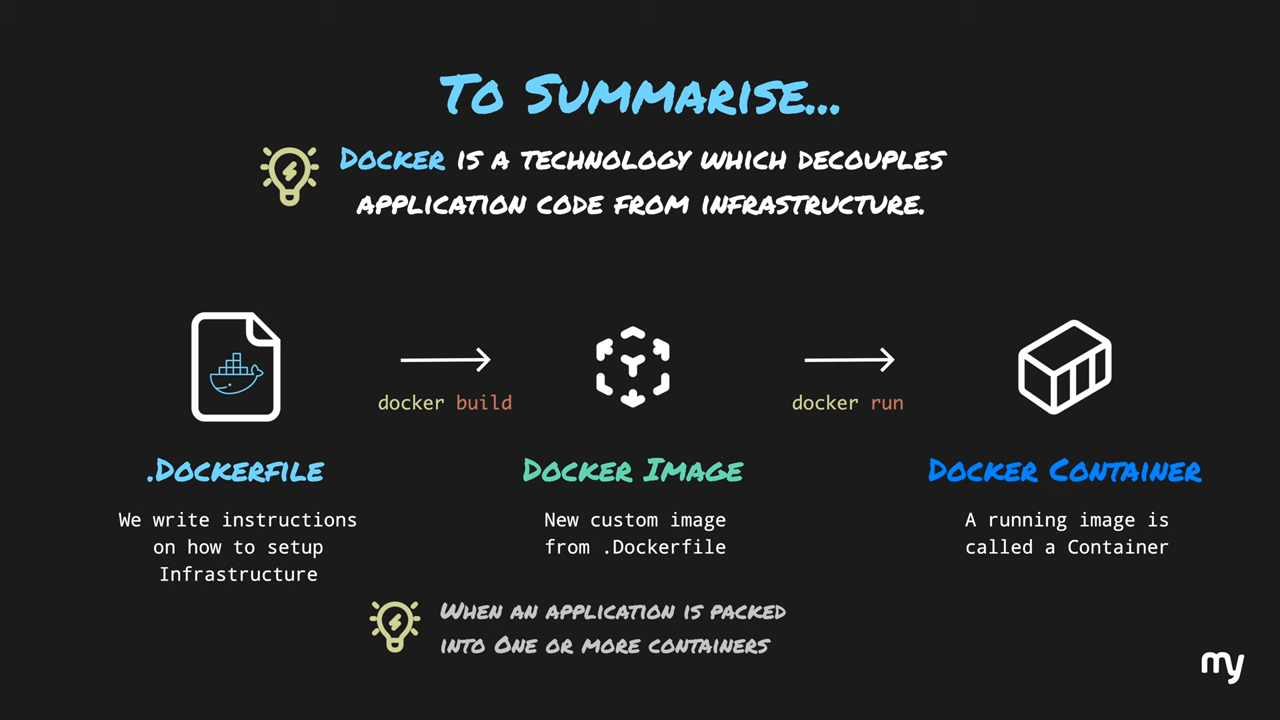 To Summarise...
Docker is a technology which decouples
application code from infrastructure.
docker build
docker run
.Dockerfile
Docker Image
Docker Container
We write instructions
on how to setup
Infrastructure
New custom image
from .Dockerfile
A running image is
called a Container
When an application is packed
into One or more containers
my